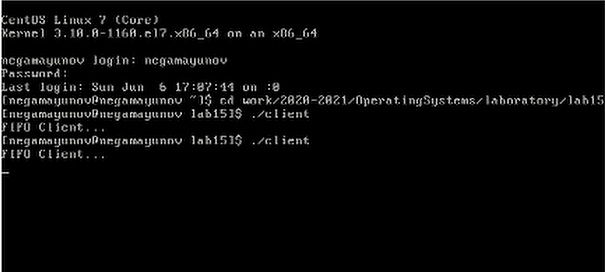 CentOS Linux 7 (Core)
Kernel 3.10.0-1160.el7.x86_64 on an x86_64
negamayunov login: negamayunov
Password:
Last login: Sun Jun  6 17:07:44 on :0
[negamayunov@negamayunov ~]$ cd work/2020-2021/OperatingSystems/laboratory/lab15
[negamayunov@negamayunov lab15]$ ./client
FIFO Client...
[negamayunov@negamayunov lab15]$ ./client
FIFO Client...